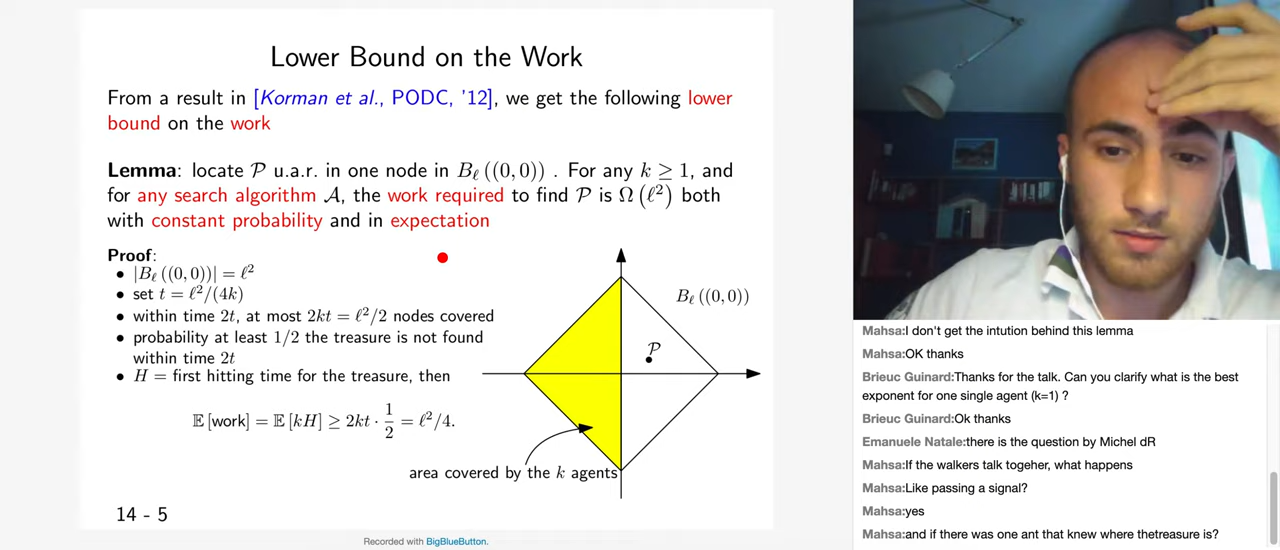 Lower Bound on the Work
From a result in [Korman et al., PODC, '12], we get the following lower
bound on the work
Lemma: locate 𝒫 u.a.r. in one node in Bℓ((0,0)) . For any k ≥ 1, and
for any search algorithm 𝒜, the work required to find 𝒫 is Ω(ℓ²) both
with constant probability and in expectation
Proof:
• |Bℓ((0,0))| = ℓ²
• set t = ℓ²/(4k)
• within time 2t, at most 2kt = ℓ²/2 nodes covered
• probability at least 1/2 the treasure is not found
within time 2t
• H = first hitting time for the treasure, then
𝔼[work] = 𝔼[kH] ≥ 2kt · 1/2 = ℓ²/4.
Bℓ((0,0))
𝒫
area covered by the k agents
14 - 5
Recorded with BigBlueButton.
Mahsa:I don't get the intution behind this lemma
Mahsa:OK thanks
Brieuc Guinard:Thanks for the talk. Can you clarify what is the best
exponent for one single agent (k=1) ?
Brieuc Guinard:Ok thanks
Emanuele Natale:there is the question by Michel dR
Mahsa:If the walkers talk togeher, what happens
Mahsa:Like passing a signal?
Mahsa:yes
Mahsa:and if there was one ant that knew where thetreasure is?